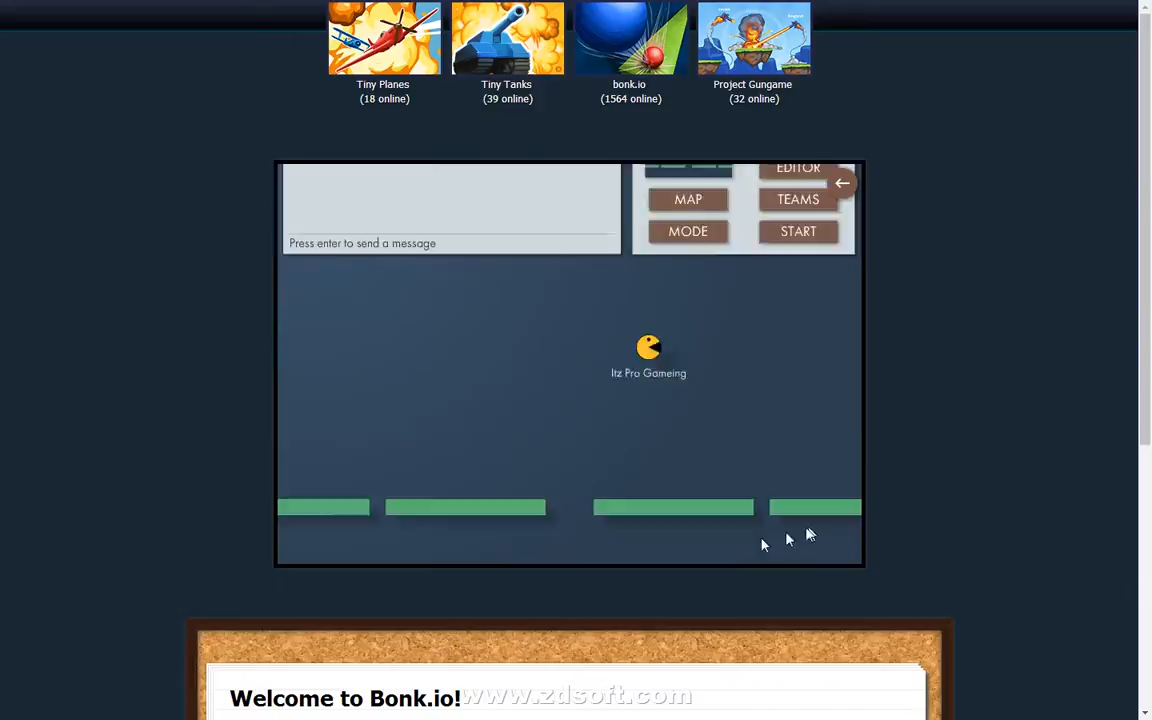 Tiny Planes
(18 online)
Tiny Tanks
(39 online)
bonk.io
(1564 online)
Project Gungame
(32 online)
EDITOR
MAP
TEAMS
MODE
START
Press enter to send a message
Itz Pro Gameing
Welcome to Bonk.io!
www.zdsoft.com